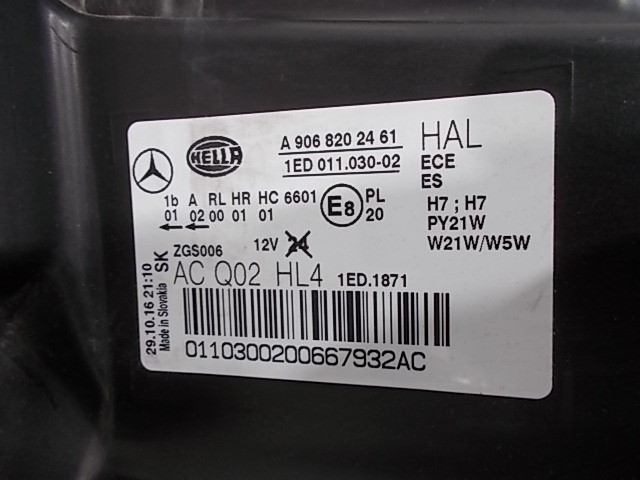 HELLA
A 906 820 24 61
1ED 011.030-02
HAL
ECE
ES
1b A RL HR HC 6601
01 02 00 01 01
E8
PL
20
H7 ; H7
PY21W
W21W/W5W
ZGS006
12V 24
AC Q02 HL4 1ED.1871
29.10.16 21:10
Made in Slovakia
SK
01103002006679​32AC